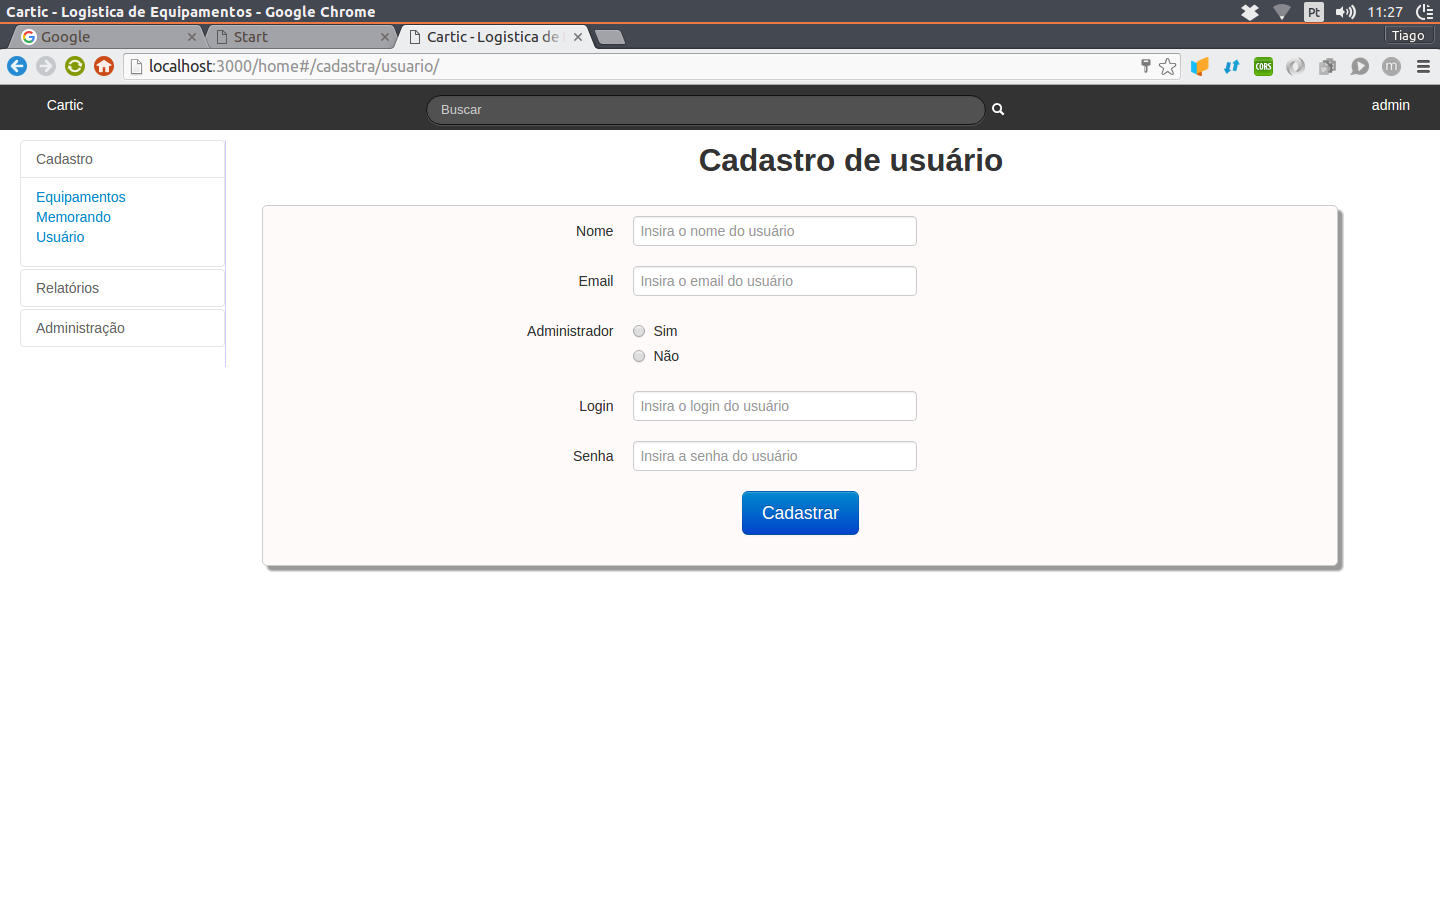 Cartic - Logistica de Equipamentos - Google Chrome
Pt
11:27
Google
Start
Cartic - Logistica de
Tiago
localhost:3000/home#/cadastra/usuario/
CORS
m
Cartic
Buscar
admin
Cadastro
Equipamentos
Memorando
Usuário
Relatórios
Administração
Cadastro de usuário
Nome
Insira o nome do usuário
Email
Insira o email do usuário
Administrador
Sim
Não
Login
Insira o login do usuário
Senha
Insira a senha do usuário
Cadastrar